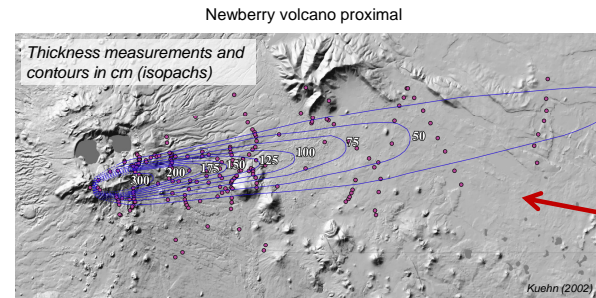 Newberry volcano proximal
Thickness measurements and
contours in cm (isopachs)
50
75
100
125
150
175
200
300
Kuehn (2002)